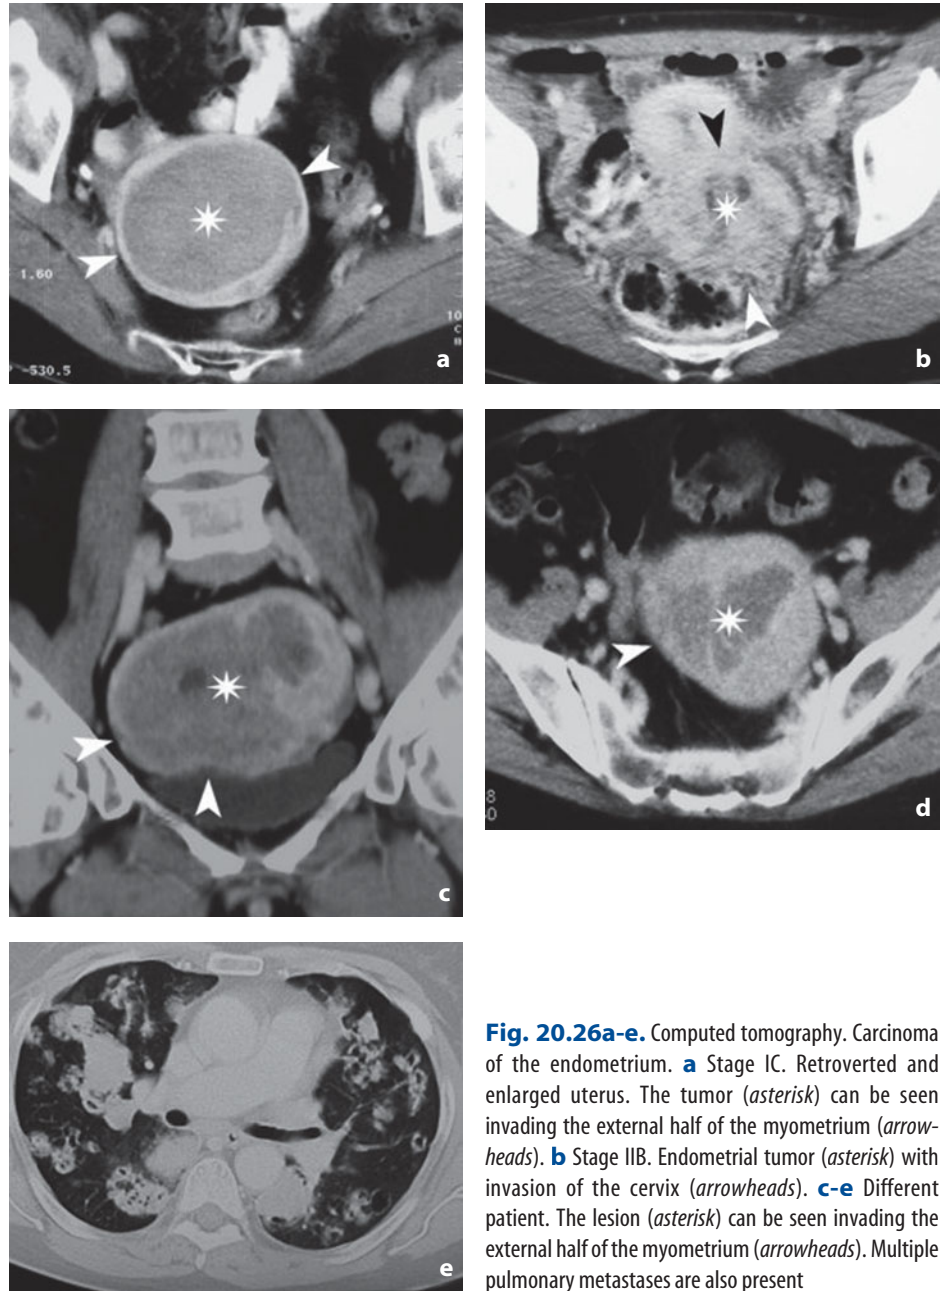 1.60
10
C
m
-530.5
a
b
c
8
0
d
e
Fig. 20.26a-e. Computed tomography. Carcinoma
of the endometrium. a Stage IC. Retroverted and
enlarged uterus. The tumor (asterisk) can be seen
invading the external half of the myometrium (arrow-
heads). b Stage IIB. Endometrial tumor (asterisk) with
invasion of the cervix (arrowheads). c-e Different
patient. The lesion (asterisk) can be seen invading the
external half of the myometrium (arrowheads). Multiple
pulmonary metastases are also present